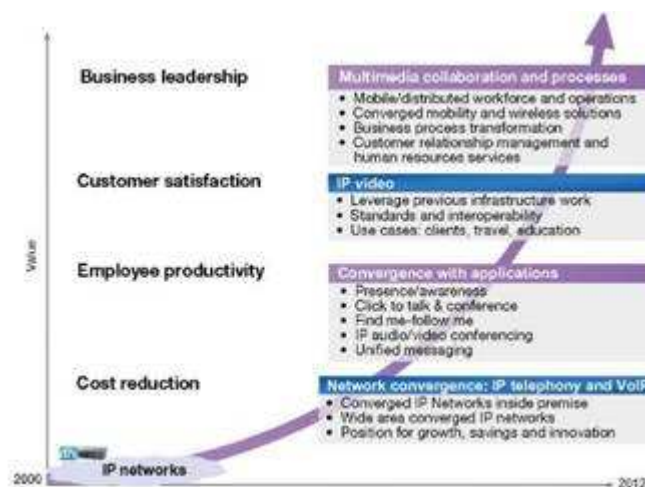 Business leadership
Multimedia collaboration and processes
• Mobile/distributed workforce and operations
• Converged mobility and wireless solutions
• Business process transformation
• Customer relationship management and
human resources services
Customer satisfaction
IP video
• Leverage previous infrastructure work
• Standards and interoperability
• Use cases: clients, travel, education
Value
Employee productivity
Convergence with applications
• Presence/awareness
• Click to talk & conference
• Find me-follow me
• IP audio/video conferencing
• Unified messaging
Cost reduction
Network convergence: IP telephony and VoIP
• Converged IP Networks inside premise
• Wide area converged IP networks
• Position for growth, savings and innovation
IP networks
2000
2012